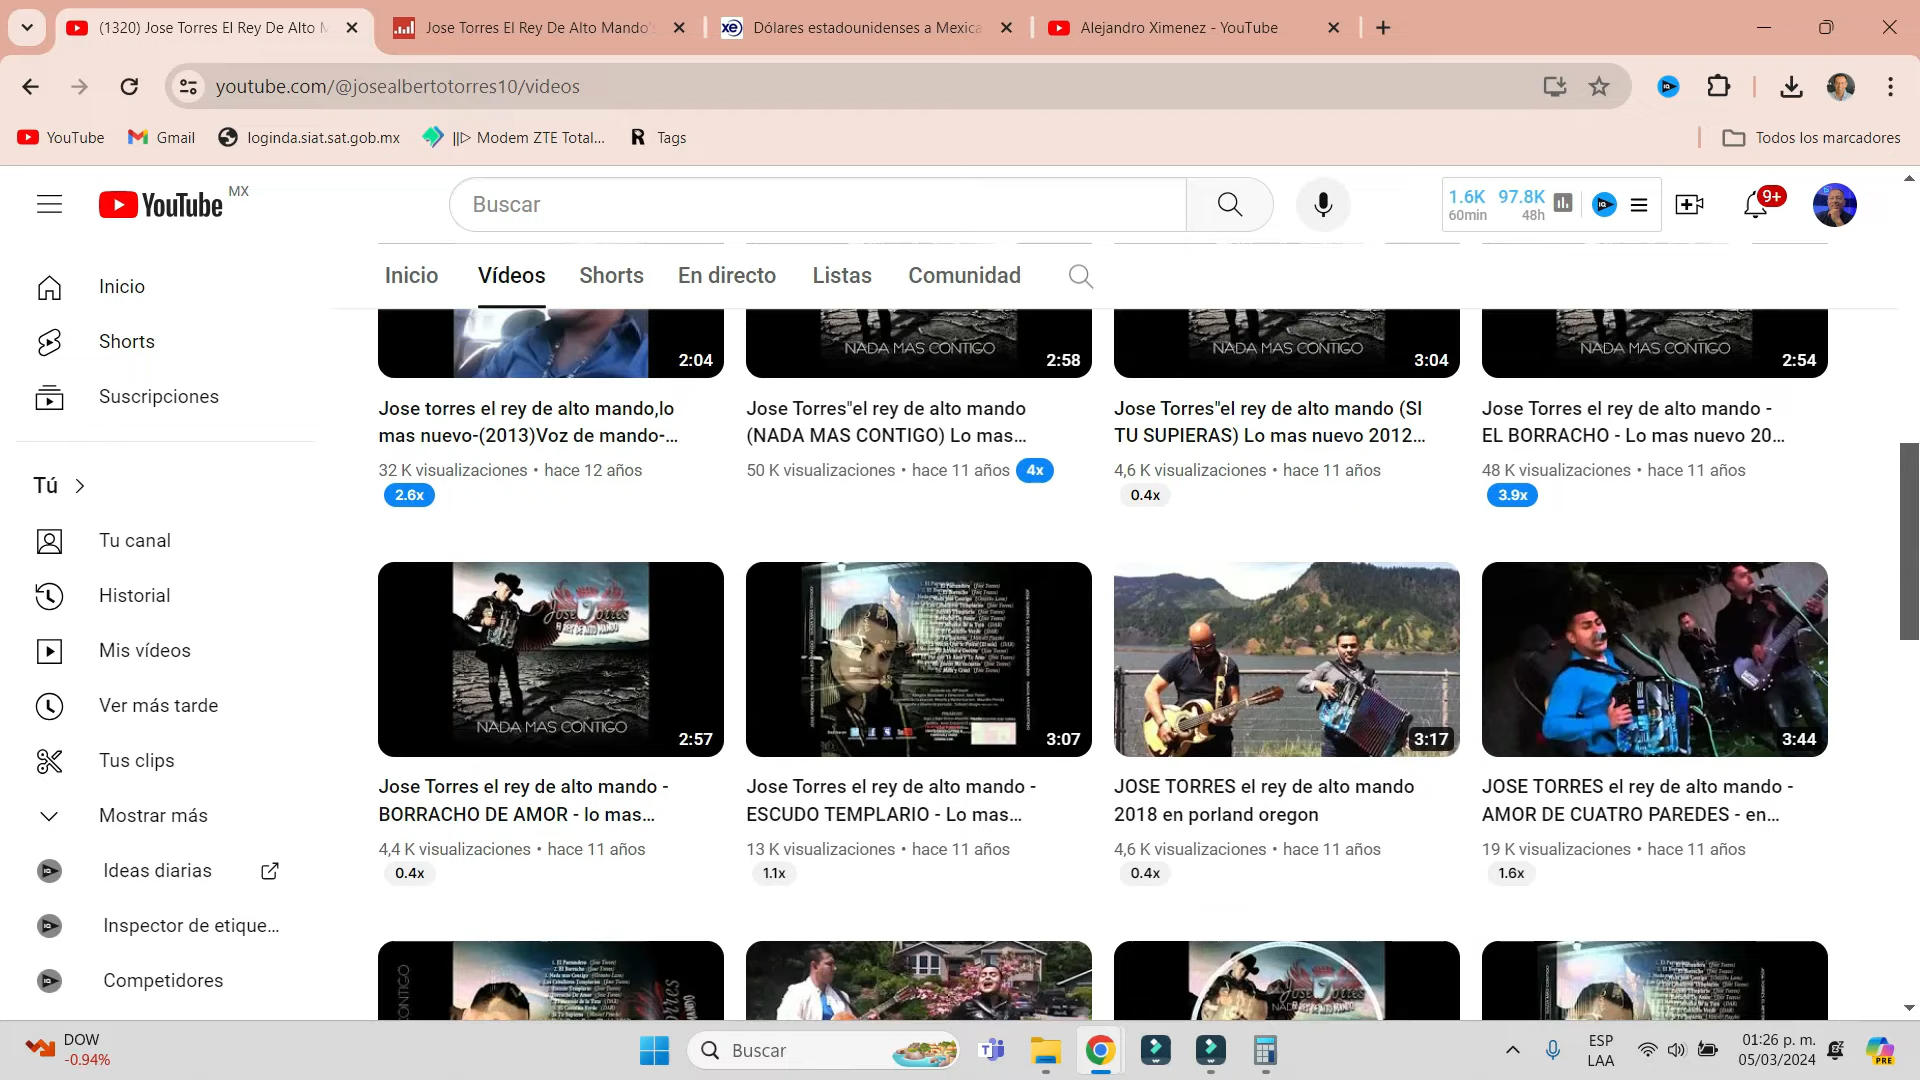 (1320) Jose Torres El Rey De Alto M
Jose Torres El Rey De Alto Mando'
Dólares estadounidenses a Mexica
Alejandro Ximenez - YouTube
youtube.com/@josealbertotorres10/videos
YouTube
Gmail
loginda.siat.sat.gob.mx
||▷ Modem ZTE Total...
R Tags
Todos los marcadores
YouTube MX
Buscar
1.6K 97.8K
60min 48h
9+
Inicio
Vídeos
Shorts
En directo
Listas
Comunidad
Inicio
Shorts
Suscripciones
Tú
Tu canal
Historial
Mis vídeos
Ver más tarde
Tus clips
Mostrar más
Ideas diarias
Inspector de etique...
Competidores
2:04
Jose torres el rey de alto mando,lo
mas nuevo-(2013)Voz de mando-...
32 K visualizaciones • hace 12 años
2.6x
NADA MAS CONTIGO
2:58
Jose Torres"el rey de alto mando
(NADA MAS CONTIGO) Lo mas...
50 K visualizaciones • hace 11 años 4x
NADA MAS CONTIGO
3:04
Jose Torres"el rey de alto mando (SI
TU SUPIERAS) Lo mas nuevo 2012...
4,6 K visualizaciones • hace 11 años
0.4x
NADA MAS CONTIGO
2:54
Jose Torres el rey de alto mando -
EL BORRACHO - Lo mas nuevo 20...
48 K visualizaciones • hace 11 años
3.9x
Jose Torres
EL REY DE ALTO MANDO
NADA MAS CONTIGO
2:57
Jose Torres el rey de alto mando -
BORRACHO DE AMOR - lo mas...
4,4 K visualizaciones • hace 11 años
0.4x
3:07
Jose Torres el rey de alto mando -
ESCUDO TEMPLARIO - Lo mas...
13 K visualizaciones • hace 11 años
1.1x
3:17
JOSE TORRES el rey de alto mando
2018 en porland oregon
4,6 K visualizaciones • hace 11 años
0.4x
3:44
JOSE TORRES el rey de alto mando -
AMOR DE CUATRO PAREDES - en...
19 K visualizaciones • hace 11 años
1.6x
DOW
-0.94%
Buscar
ESP
LAA
01:26 p. m.
05/03/2024
PRE